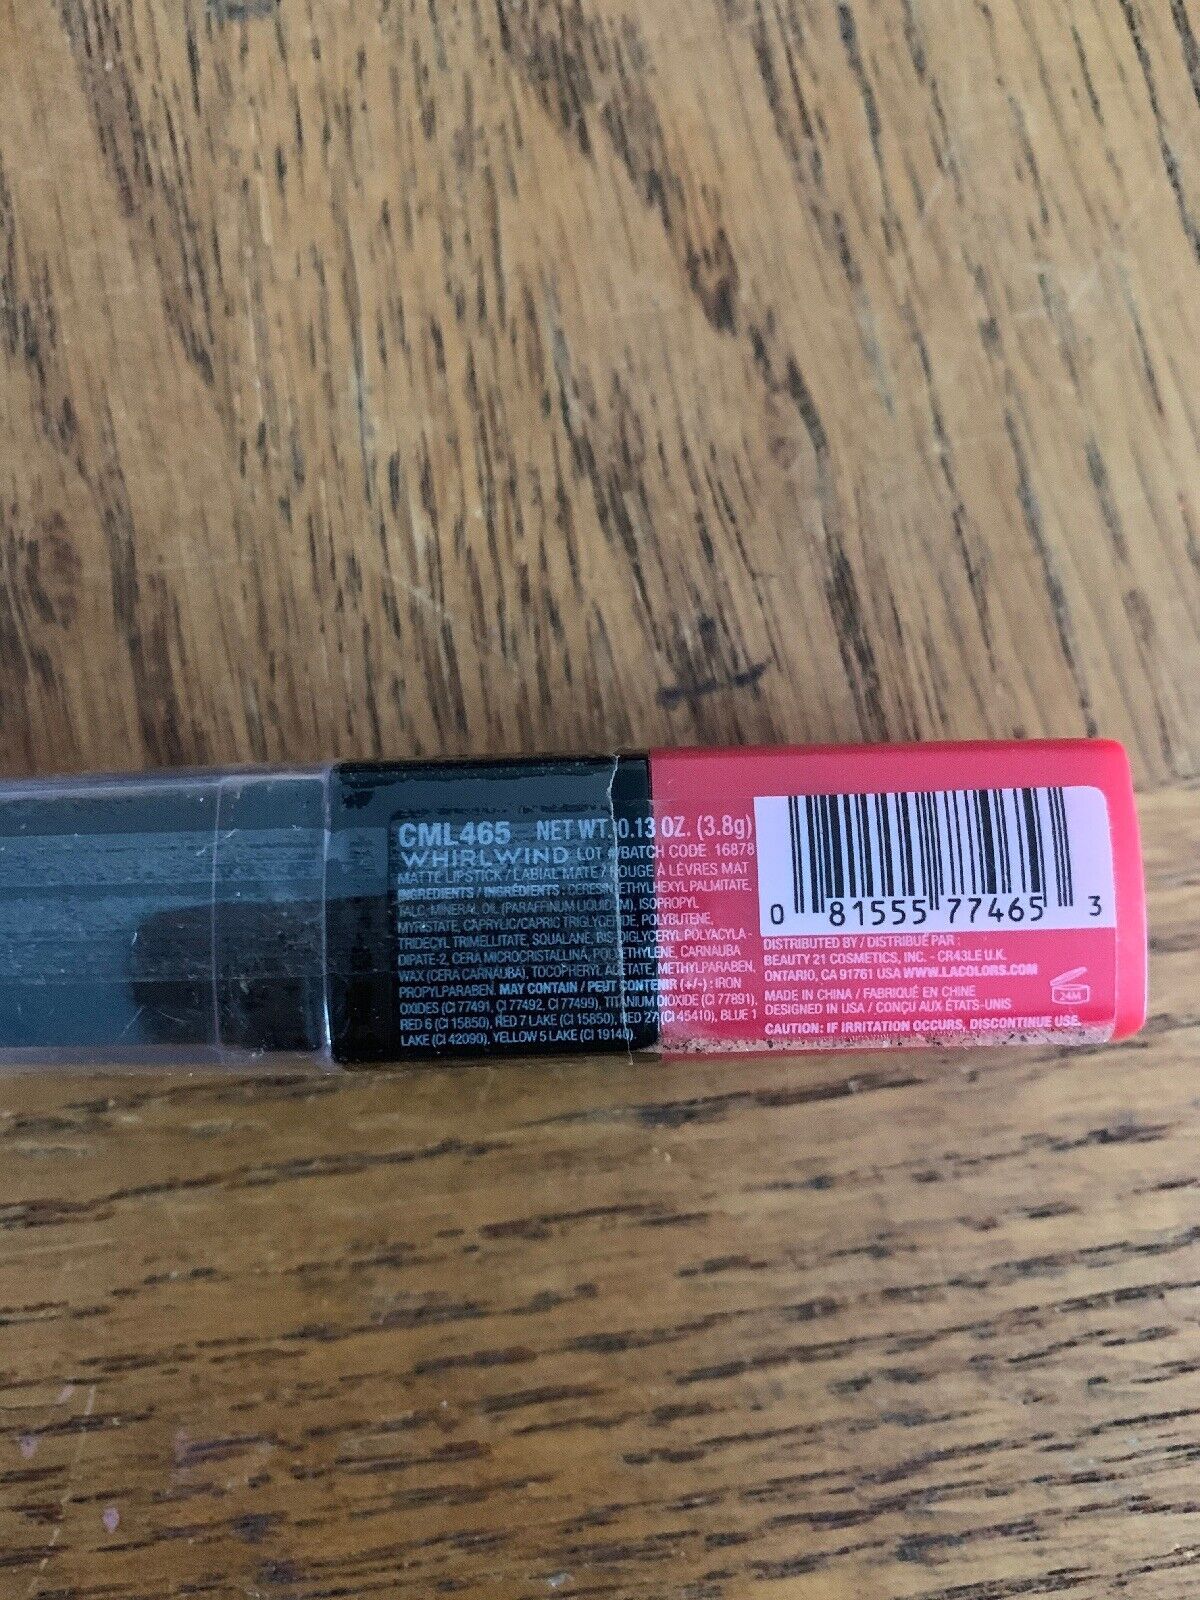 CML465 NET WT. 0.13 OZ. (3.8g)
WHIRLWIND LOT #/BATCH CODE 16878
MATTE LIPSTICK / LABIAL MATE / ROUGE À LÈVRES MAT
INGREDIENTS / INGRÉDIENTS: CERESIN, ETHYLHEXYL PALMITATE,
TALC, MINERAL OIL (PARAFFINUM LIQUIDUM), ISOPROPYL
MYRISTATE, CAPRYLIC/CAPRIC TRIGLYCERIDE, POLYBUTENE,
TRIDECYL TRIMELLITATE, SQUALANE, BIS-DIGLYCERYL POLYACYLA-
DIPATE-2, CERA MICROCRISTALLINA, POLYETHYLENE, CARNAUBA
WAX (CERA CARNAUBA), TOCOPHERYL ACETATE, METHYLPARABEN,
PROPYLPARABEN. MAY CONTAIN / PEUT CONTENIR (+/-): IRON
OXIDES (CI 77491, CI 77492, CI 77499), TITANIUM DIOXIDE (CI 77891),
RED 6 (CI 15850), RED 7 LAKE (CI 15850), RED 27 (CI 45410), BLUE 1
LAKE (CI 42090), YELLOW 5 LAKE (CI 19140)
0 81555 77465 3
DISTRIBUTED BY / DISTRIBUÉ PAR :
BEAUTY 21 COSMETICS, INC. - CR43LE U.K.
ONTARIO, CA 91761 USA WWW.LACOLORS.COM
MADE IN CHINA / FABRIQUÉ EN CHINE
DESIGNED IN USA / CONÇU AUX ÉTATS-UNIS
24M
CAUTION: IF IRRITATION OCCURS, DISCONTINUE USE.